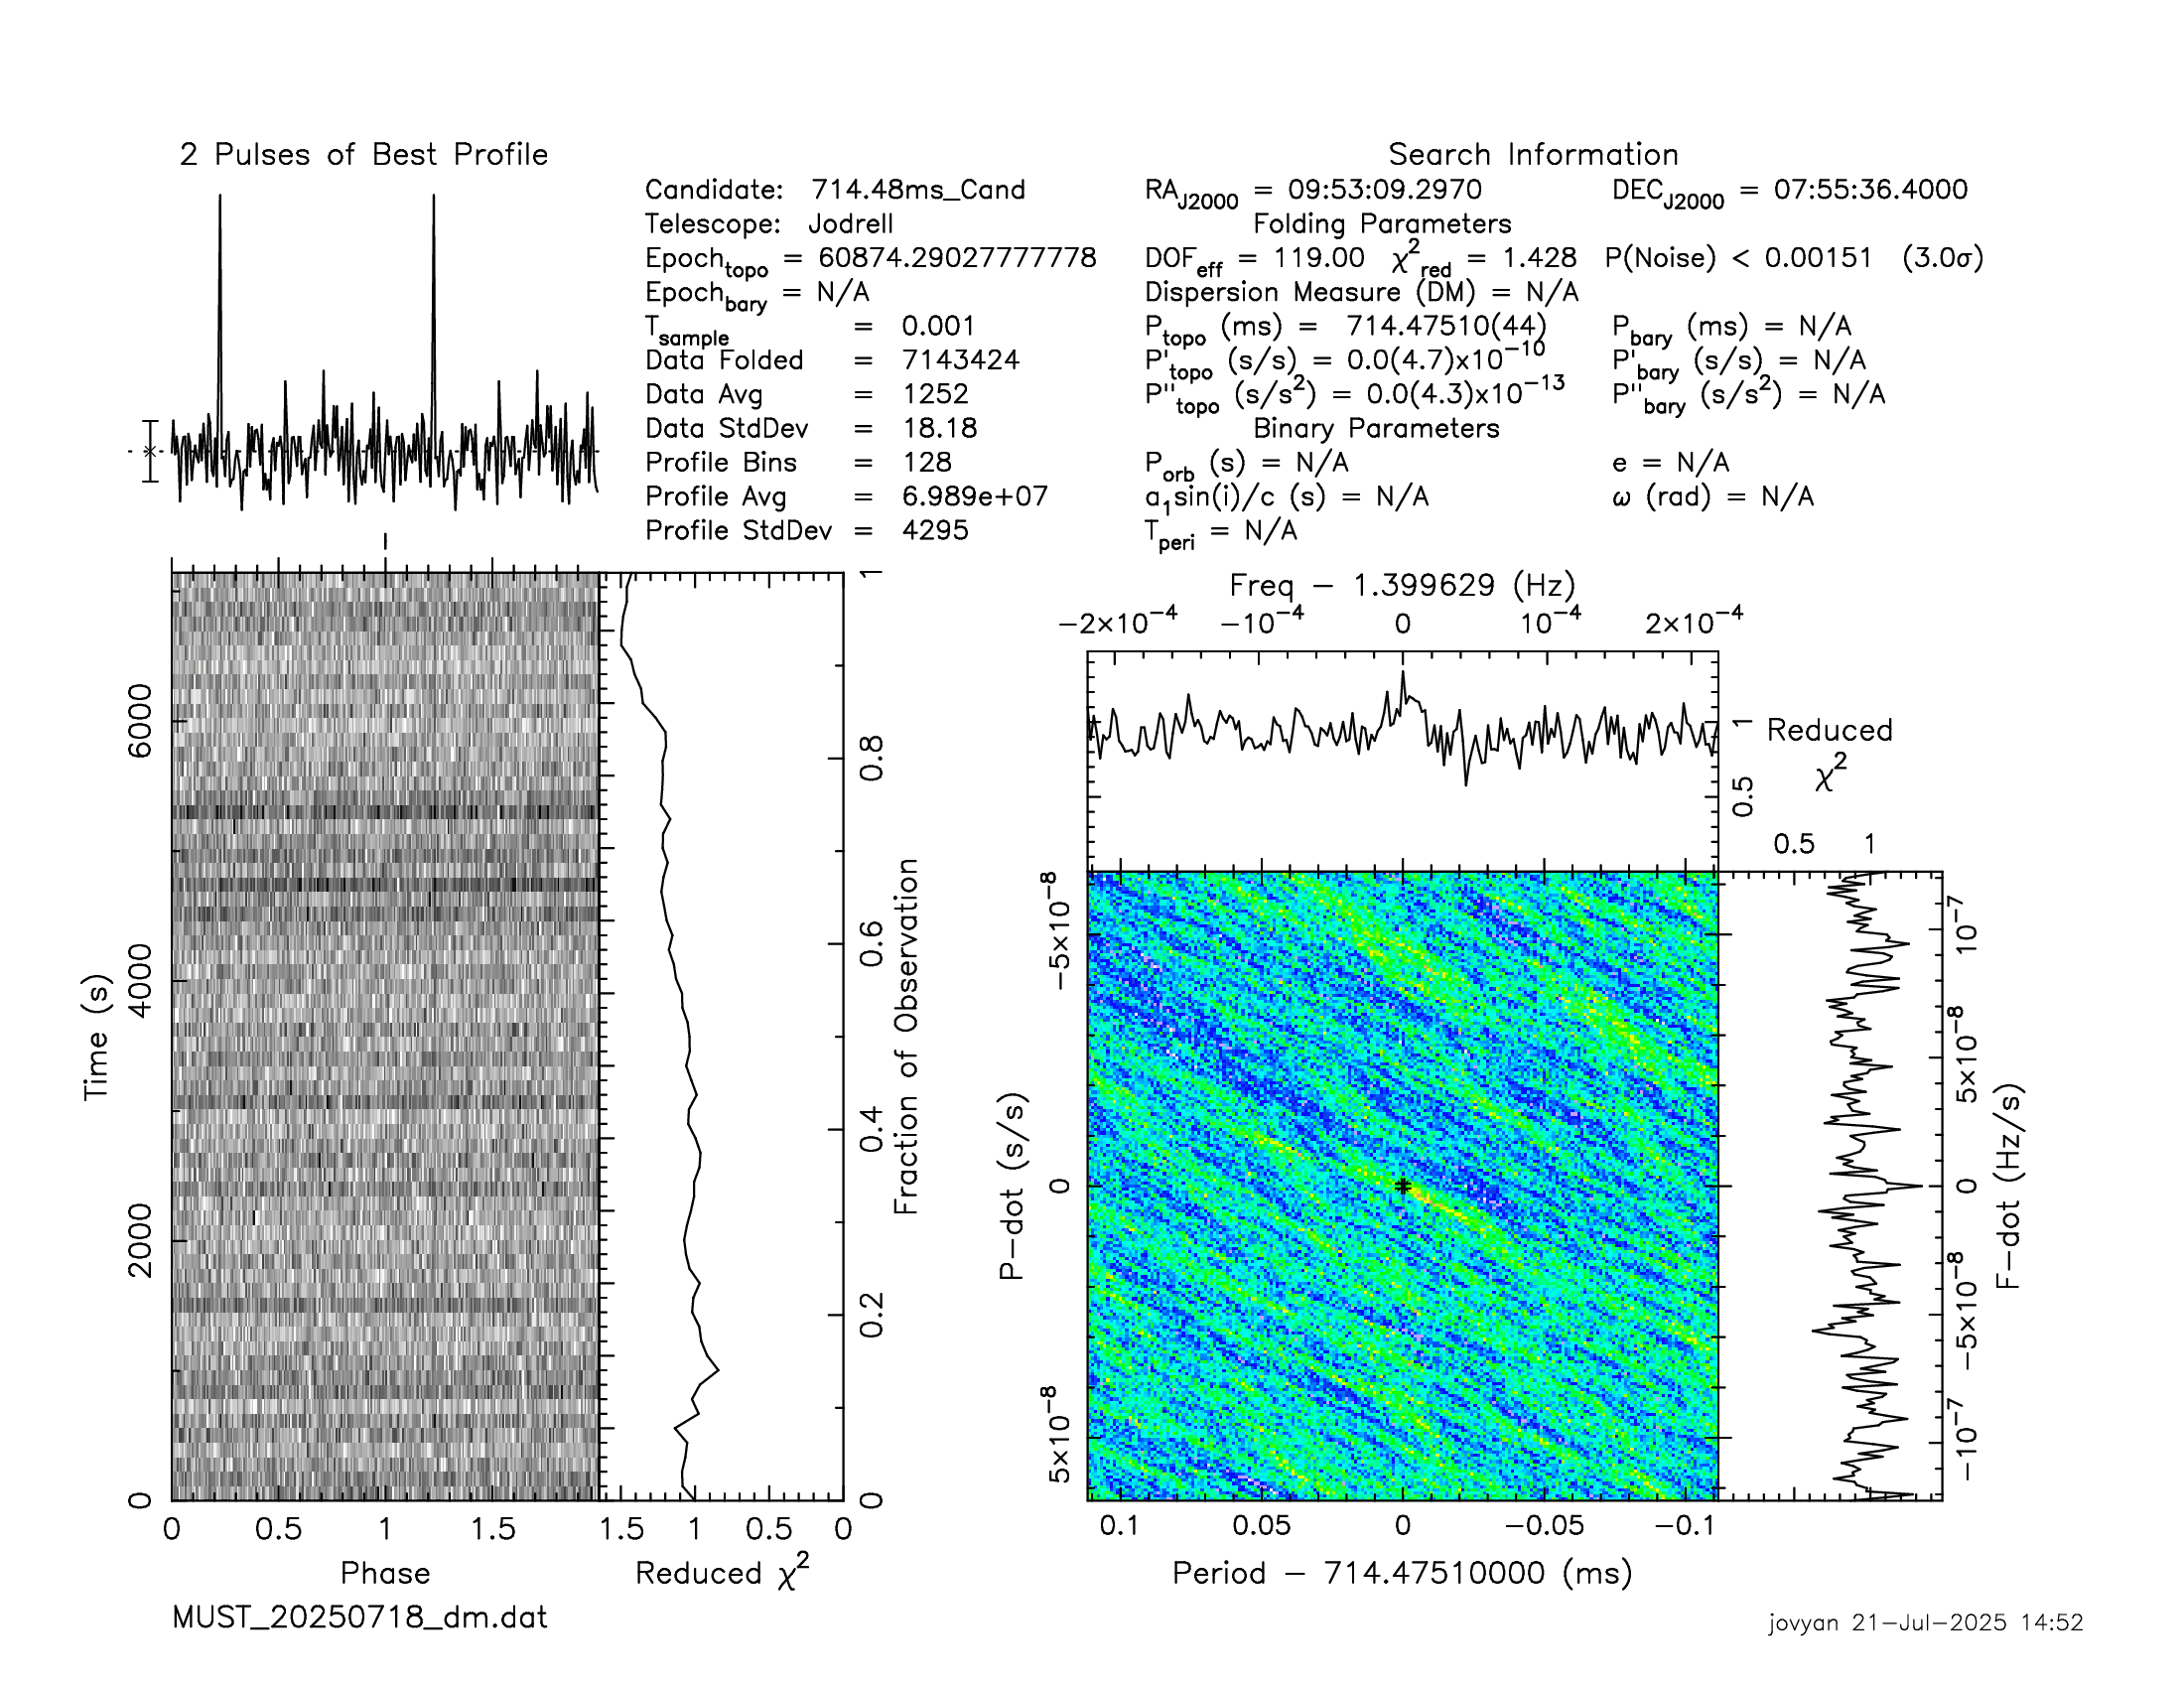 2 Pulses of Best Profile
Candidate: 714.48ms_Cand
Telescope: Jodrell
Epoch_topo = 60874.29027777778
Epoch_bary = N/A
T_sample = 0.001
Data Folded = 7143424
Data Avg = 1252
Data StdDev = 18.18
Profile Bins = 128
Profile Avg = 6.989e+07
Profile StdDev = 4295
Search Information
RA_J2000 = 09:53:09.2970 DEC_J2000 = 07:55:36.4000
Folding Parameters
DOF_eff = 119.00 χ²_red = 1.428 P(Noise) < 0.00151 (3.0σ)
Dispersion Measure (DM) = N/A
P_topo (ms) = 714.47510(44) P_bary (ms) = N/A
P'_topo (s/s) = 0.0(4.7)x10⁻¹⁰ P'_bary (s/s) = N/A
P''_topo (s/s²) = 0.0(4.3)x10⁻¹³ P''_bary (s/s²) = N/A
Binary Parameters
P_orb (s) = N/A e = N/A
a₁sin(i)/c (s) = N/A ω (rad) = N/A
T_peri = N/A
Time (s)
0 2000 4000 6000
0 0.5 1 1.5
Phase
1.5 1 0.5 0
Reduced χ²
0 0.2 0.4 0.6 0.8 1
Fraction of Observation
Freq − 1.399629 (Hz)
−2×10⁻⁴ −10⁻⁴ 0 10⁻⁴ 2×10⁻⁴
0.5 1
Reduced
χ²
0.5 1
P−dot (s/s)
−5×10⁻⁸ 0 5×10⁻⁸
0.1 0.05 0 −0.05 −0.1
Period − 714.47510000 (ms)
10⁻⁷ 5×10⁻⁸ 0 −5×10⁻⁸ −10⁻⁷
F−dot (Hz/s)
MUST_20250718_dm.dat
jovyan 21−Jul−2025 14:52